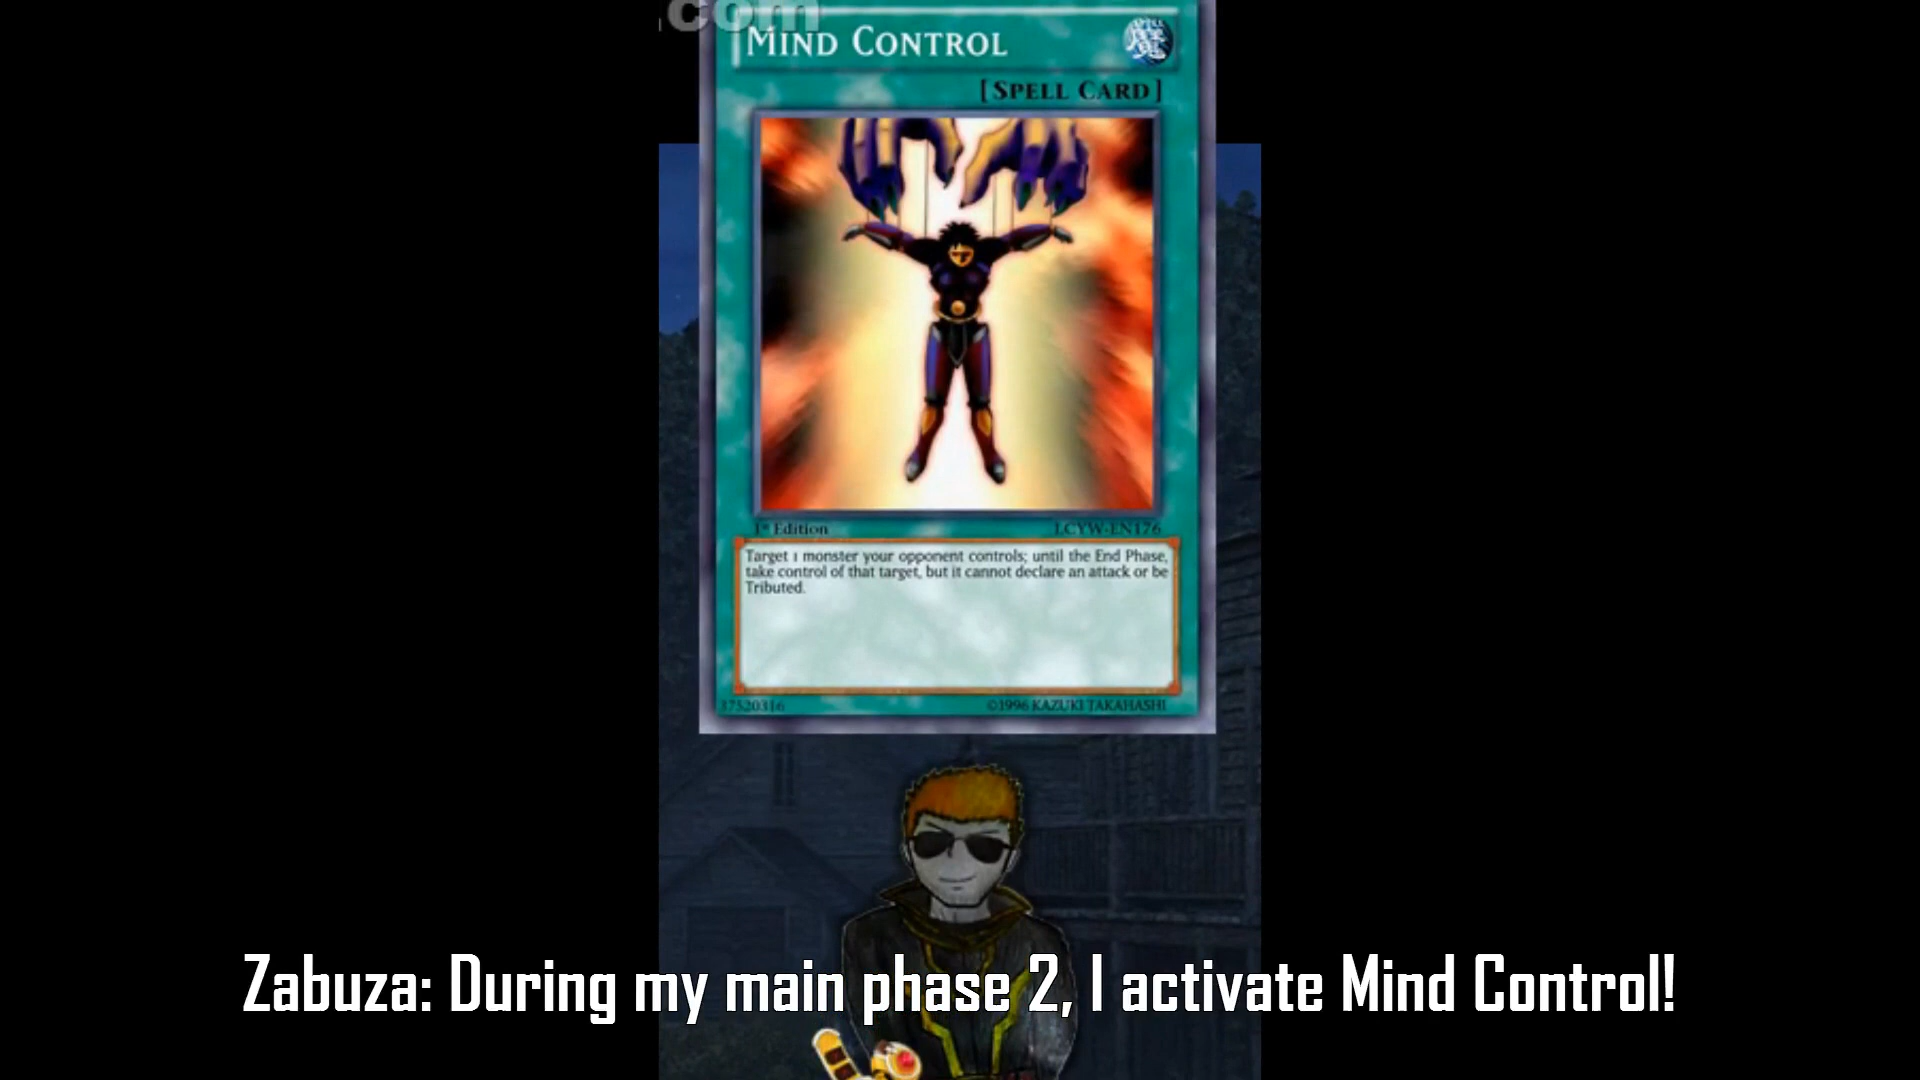 .com
MIND CONTROL
[SPELL CARD]
1st Edition
LCYW-EN176
Target 1 monster your opponent controls; until the End Phase,
take control of that target, but it cannot declare an attack or be
Tributed.
37520316
©1996 KAZUKI TAKAHASHI
Zabuza: During my main phase 2, I activate Mind Control!